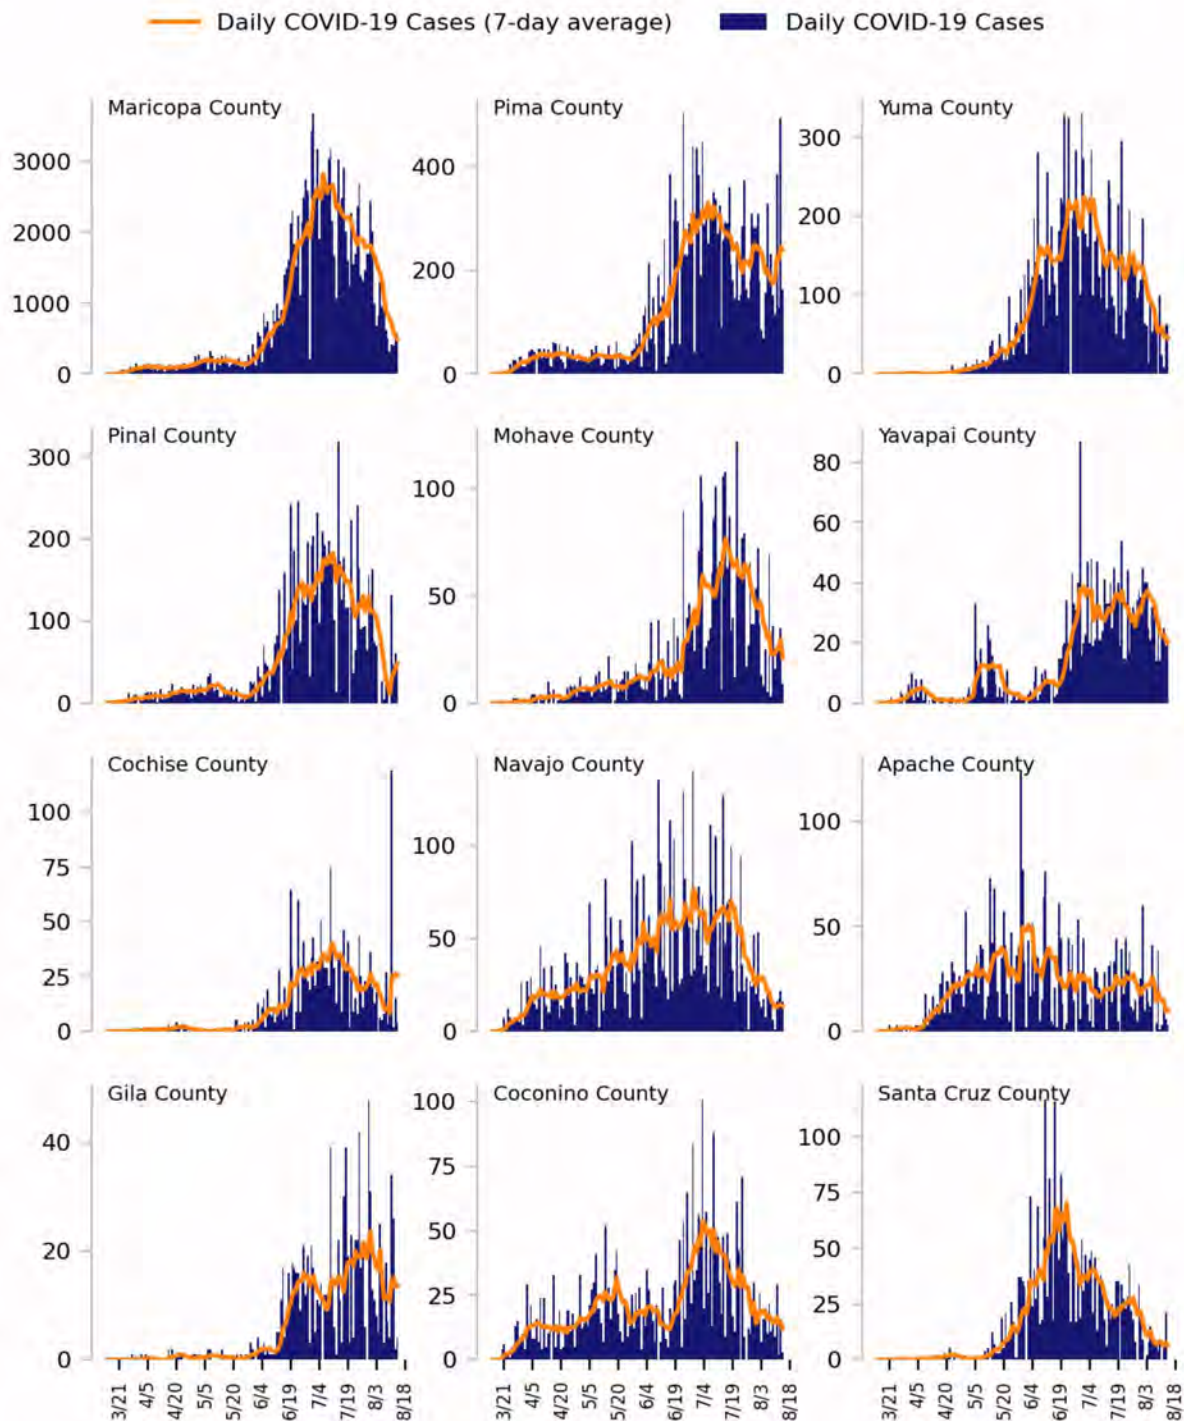 Daily COVID-19 Cases (7-day average) Daily COVID-19 Cases
Maricopa County Pima County Yuma County
3000 400 300
2000 200 200
1000 100
0 0 0
Pinal County Mohave County Yavapai County
300 100 80
200 50 60
100 40
20
0 0 0
Cochise County Navajo County Apache County
100 100 100
75 50 50
50
25
0 0 0
Gila County Coconino County Santa Cruz County
40 100 100
20 75 75
50 50
25 25
0 0 0
3/21 4/5 4/20 5/5 5/20 6/4 6/19 7/4 7/19 8/3 8/18 3/21 4/5 4/20 5/5 5/20 6/4 6/19 7/4 7/19 8/3 8/18 3/21 4/5 4/20 5/5 5/20 6/4 6/19 7/4 7/19 8/3 8/18